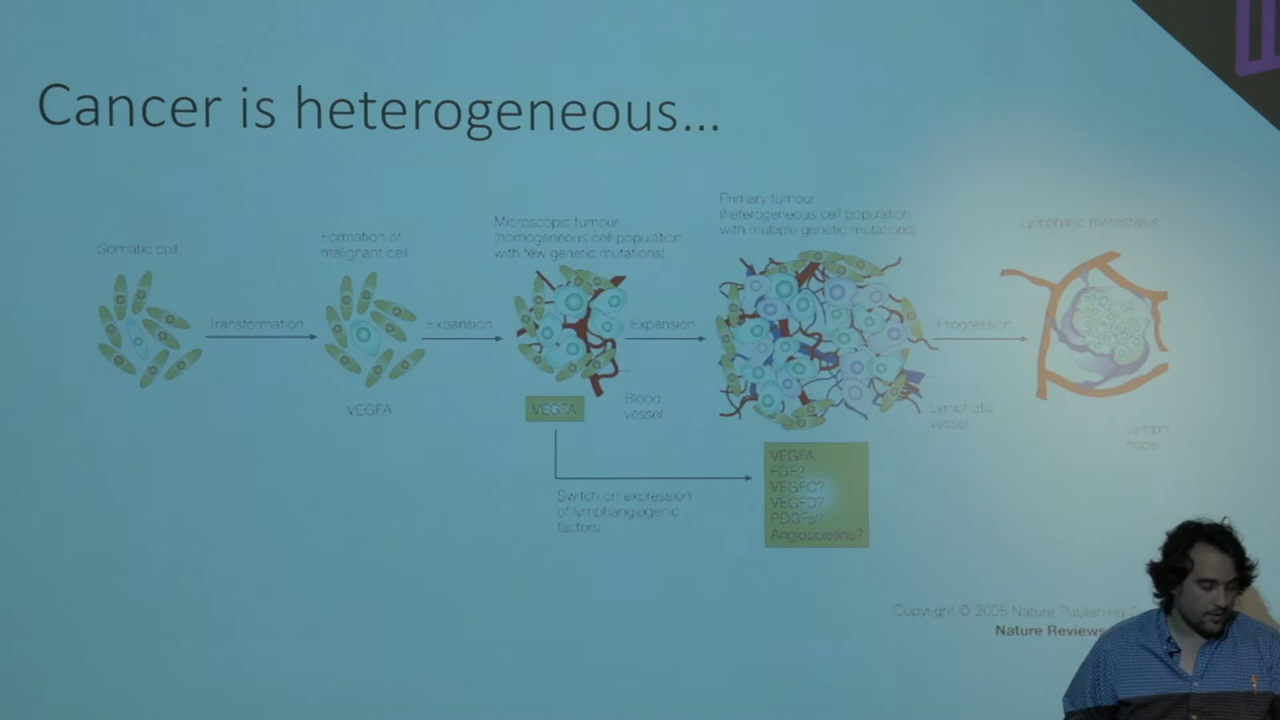 Cancer is heterogeneous...
Somatic cell
Transformation
Formation of
malignant cell
VEGFA
Expansion
Microscopic tumour
(homogeneous cell population
with few genetic mutations)
VEGFA
Blood
vessel
Expansion
Switch on expression
of lymphangiogenic
factors
Primary tumour
(heterogeneous cell population
with multiple genetic mutations)
VEGFA
FGF2
VEGFC?
VEGFD?
PDGFs?
Angiopoietins?
Lymphatic
vessel
Progression
Lymphatic metastasis
Lymph
node
Copyright © 2005 Nature Publishing
Nature Reviews